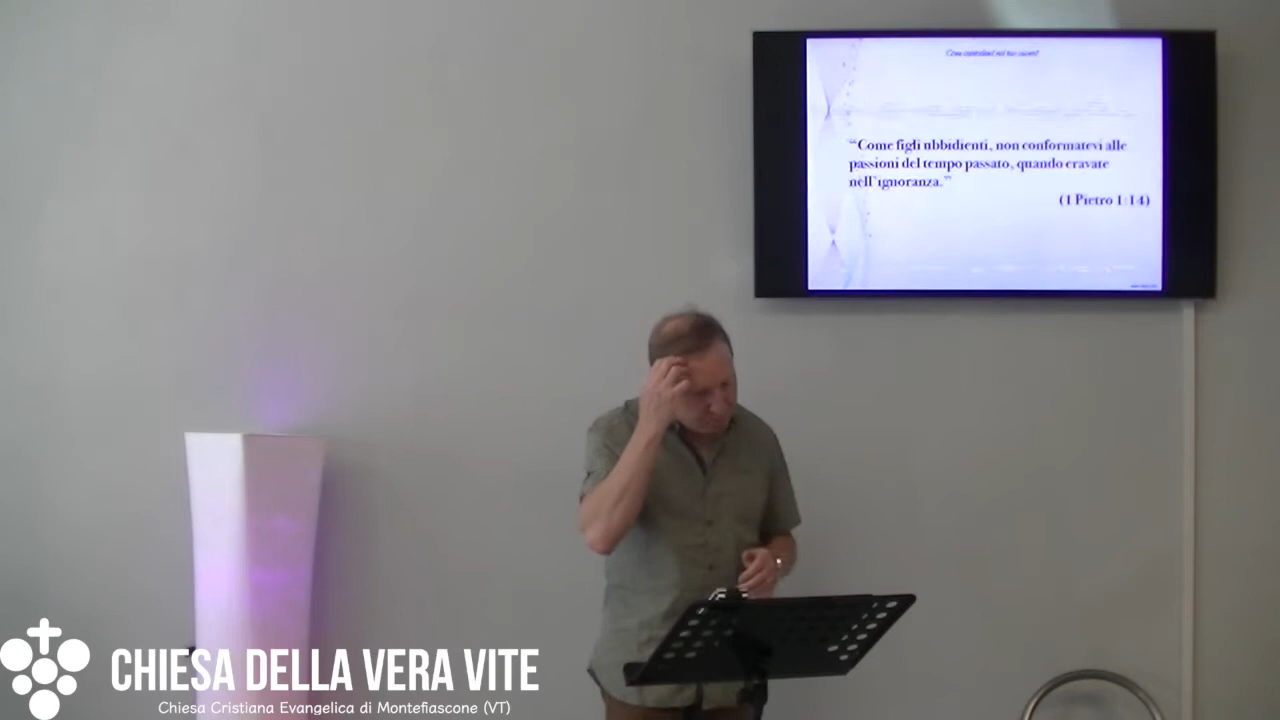 “Come figli ubbidienti, non conformatevi alle
passioni del tempo passato, quando eravate
nell'ignoranza.”
(1 Pietro 1:14)
CHIESA DELLA VERA VITE
Chiesa Cristiana Evangelica di Montefiascone (VT)